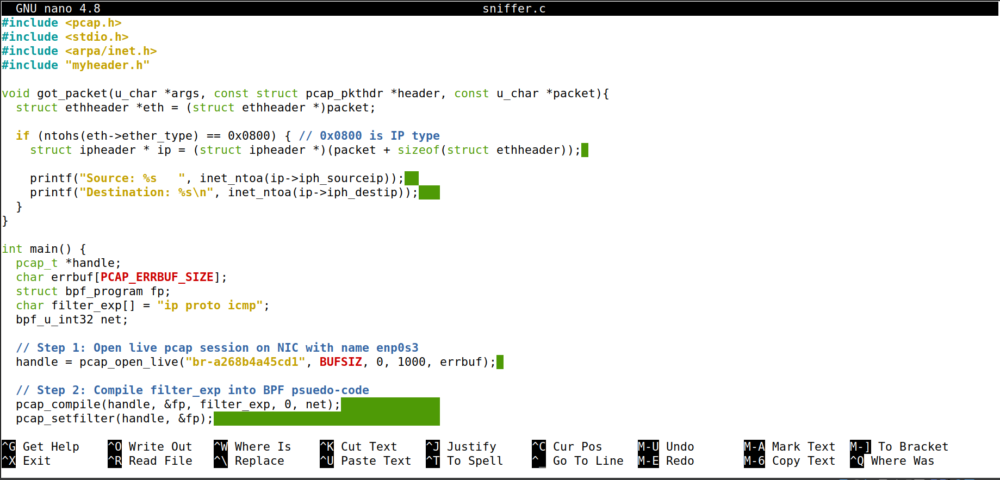 GNU nano 4.8 sniffer.c
#include <pcap.h>
#include <stdio.h>
#include <arpa/inet.h>
#include "myheader.h"

void got_packet(u_char *args, const struct pcap_pkthdr *header, const u_char *packet){
  struct ethheader *eth = (struct ethheader *)packet;

  if (ntohs(eth->ether_type) == 0x0800) { // 0x0800 is IP type
    struct ipheader * ip = (struct ipheader *)(packet + sizeof(struct ethheader));

    printf("Source: %s   ", inet_ntoa(ip->iph_sourceip));
    printf("Destination: %s\n", inet_ntoa(ip->iph_destip));
  }
}

int main() {
  pcap_t *handle;
  char errbuf[PCAP_ERRBUF_SIZE];
  struct bpf_program fp;
  char filter_exp[] = "ip proto icmp";
  bpf_u_int32 net;

  // Step 1: Open live pcap session on NIC with name enp0s3
  handle = pcap_open_live("br-a268b4a45cd1", BUFSIZ, 0, 1000, errbuf);

  // Step 2: Compile filter_exp into BPF psuedo-code
  pcap_compile(handle, &fp, filter_exp, 0, net);
  pcap_setfilter(handle, &fp);

^G Get Help ^O Write Out ^W Where Is ^K Cut Text ^J Justify ^C Cur Pos M-U Undo M-A Mark Text M-] To Bracket
^X Exit ^R Read File ^\ Replace ^U Paste Text ^T To Spell ^_ Go To Line M-E Redo M-6 Copy Text ^Q Where Was